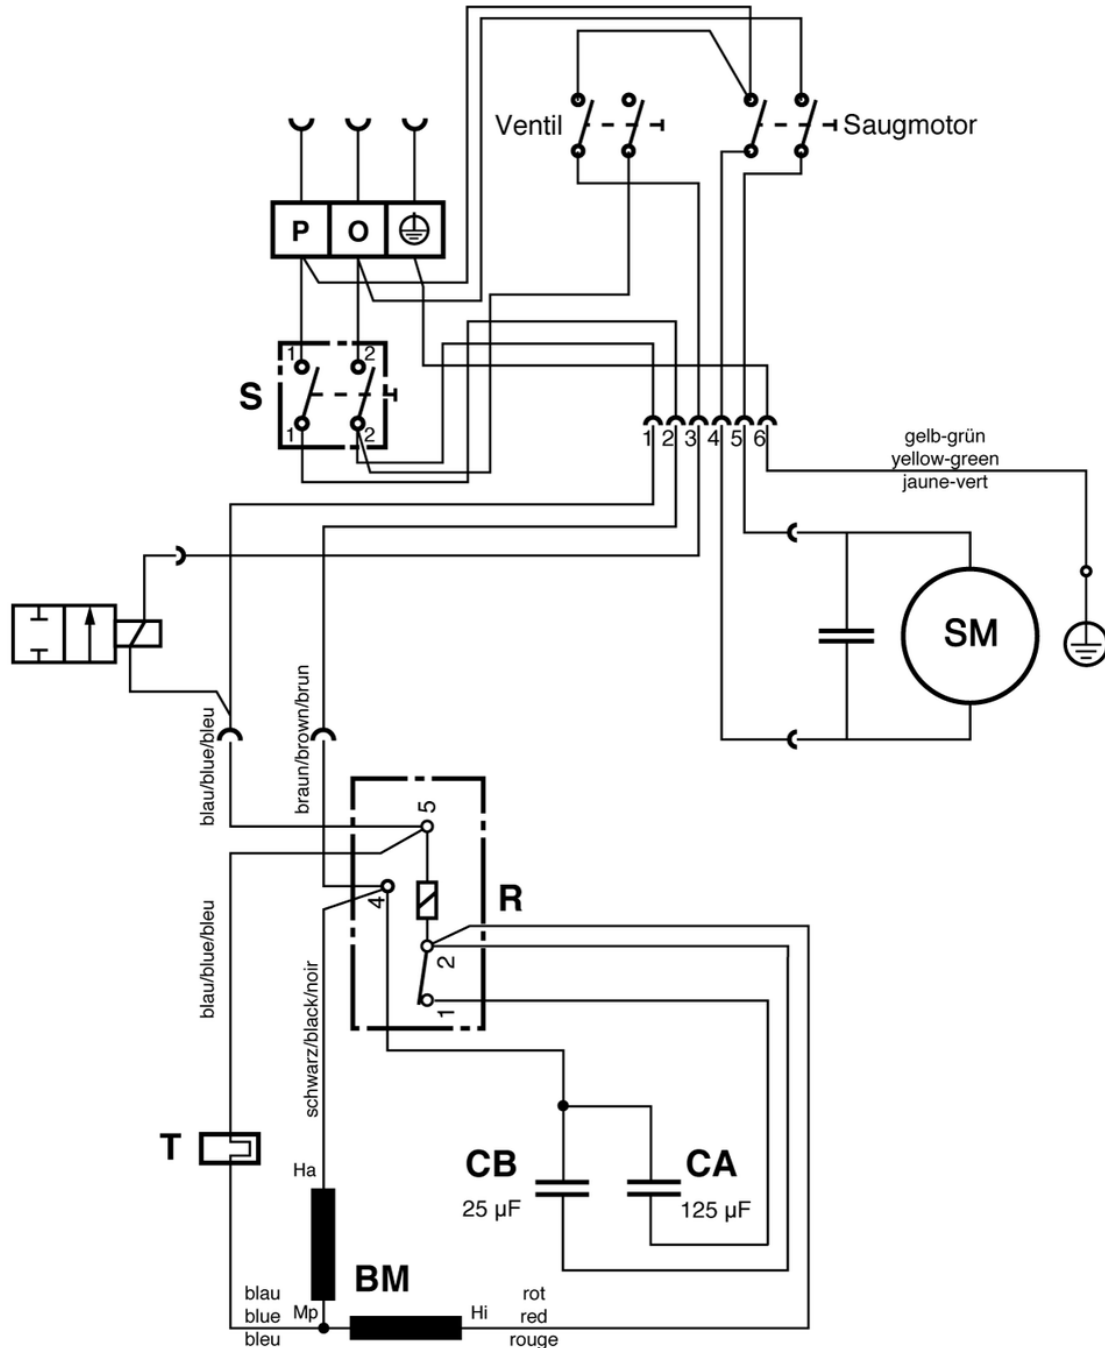 Ventil
Saugmotor
P O
1 2
S
1 2
1 2 3 4 5 6
gelb-grün
yellow-green
jaune-vert
SM
blau/blue/bleu
braun/brown/brun
5
4
R
2
1
blau/blue/bleu
schwarz/black/noir
T
Ha
CB
25 µF
CA
125 µF
BM
blau
blue
bleu
Mp
Hi
rot
red
rouge